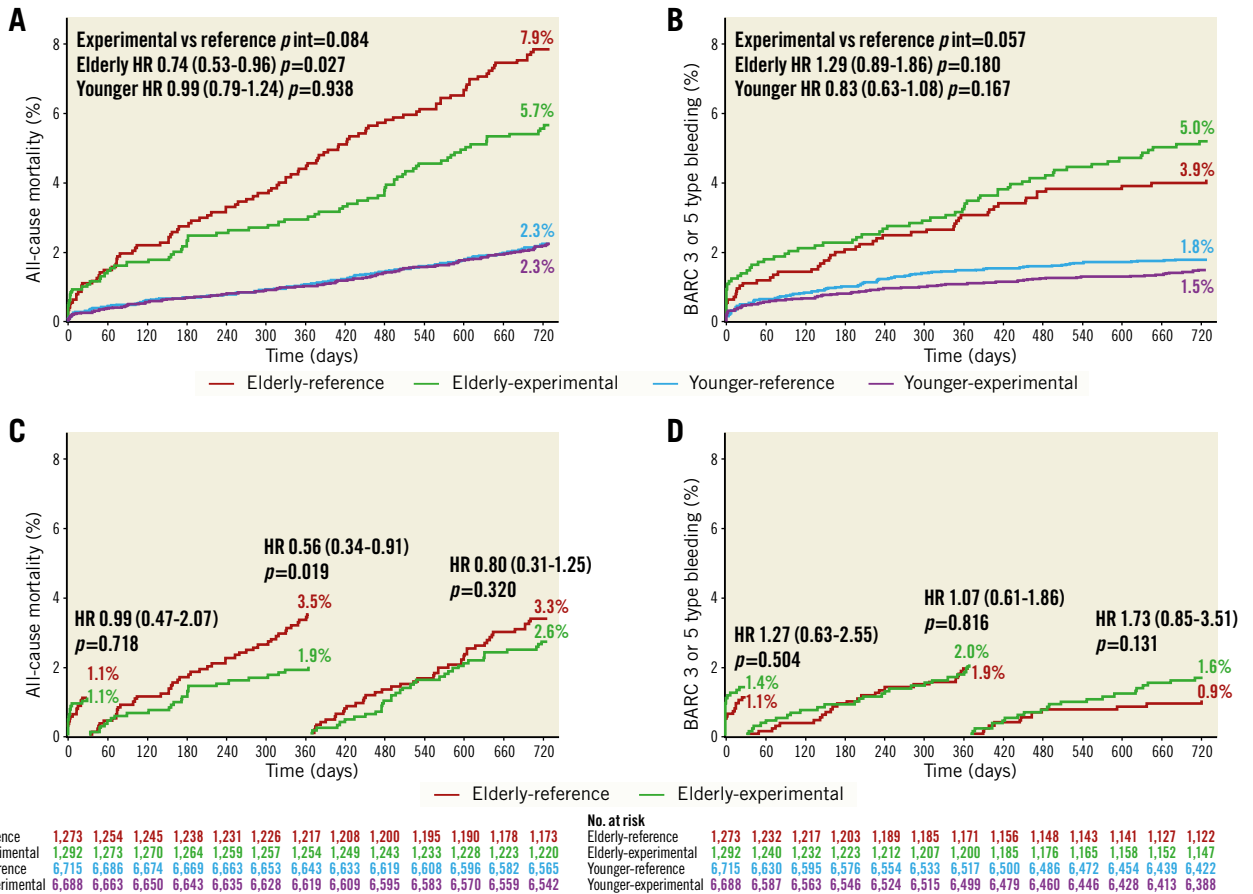 A
Experimental vs reference p int=0.084
Elderly HR 0.74 (0.53-0.96) p=0.027
Younger HR 0.99 (0.79-1.24) p=0.938
All-cause mortality (%)
8
6
4
2
0
7.9%
5.7%
2.3%
2.3%
0 60 120 180 240 300 360 420 480 540 600 660 720
Time (days)
B
Experimental vs reference p int=0.057
Elderly HR 1.29 (0.89-1.86) p=0.180
Younger HR 0.83 (0.63-1.08) p=0.167
BARC 3 or 5 type bleeding (%)
8
6
4
2
0
5.0%
3.9%
1.8%
1.5%
0 60 120 180 240 300 360 420 480 540 600 660 720
Time (days)
Elderly-reference Elderly-experimental Younger-reference Younger-experimental
C
All-cause mortality (%)
8
6
4
2
0
HR 0.99 (0.47-2.07)
p=0.718
1.1%
1.1%
HR 0.56 (0.34-0.91)
p=0.019
3.5%
1.9%
HR 0.80 (0.31-1.25)
p=0.320
3.3%
2.6%
0 60 120 180 240 300 360 420 480 540 600 660 720
Time (days)
D
BARC 3 or 5 type bleeding (%)
8
6
4
2
0
HR 1.27 (0.63-2.55)
p=0.504
1.4%
1.1%
HR 1.07 (0.61-1.86)
p=0.816
2.0%
1.9%
HR 1.73 (0.85-3.51)
p=0.131
1.6%
0.9%
0 60 120 180 240 300 360 420 480 540 600 660 720
Time (days)
Elderly-reference Elderly-experimental
ence 1,273 1,254 1,245 1,238 1,231 1,226 1,217 1,208 1,200 1,195 1,190 1,178 1,173
imental 1,292 1,273 1,270 1,264 1,259 1,257 1,254 1,249 1,243 1,233 1,228 1,223 1,220
rence 6,715 6,686 6,674 6,669 6,663 6,653 6,643 6,633 6,619 6,608 6,596 6,582 6,565
erimental 6,688 6,663 6,650 6,643 6,635 6,628 6,619 6,609 6,595 6,583 6,570 6,559 6,542
No. at risk
Elderly-reference 1,273 1,232 1,217 1,203 1,189 1,185 1,171 1,156 1,148 1,143 1,141 1,127 1,122
Elderly-experimental 1,292 1,240 1,232 1,223 1,212 1,207 1,200 1,185 1,176 1,165 1,158 1,152 1,147
Younger-reference 6,715 6,630 6,595 6,576 6,554 6,533 6,517 6,500 6,486 6,472 6,454 6,439 6,422
Younger-experimental 6,688 6,587 6,563 6,546 6,524 6,515 6,499 6,479 6,460 6,446 6,428 6,413 6,388